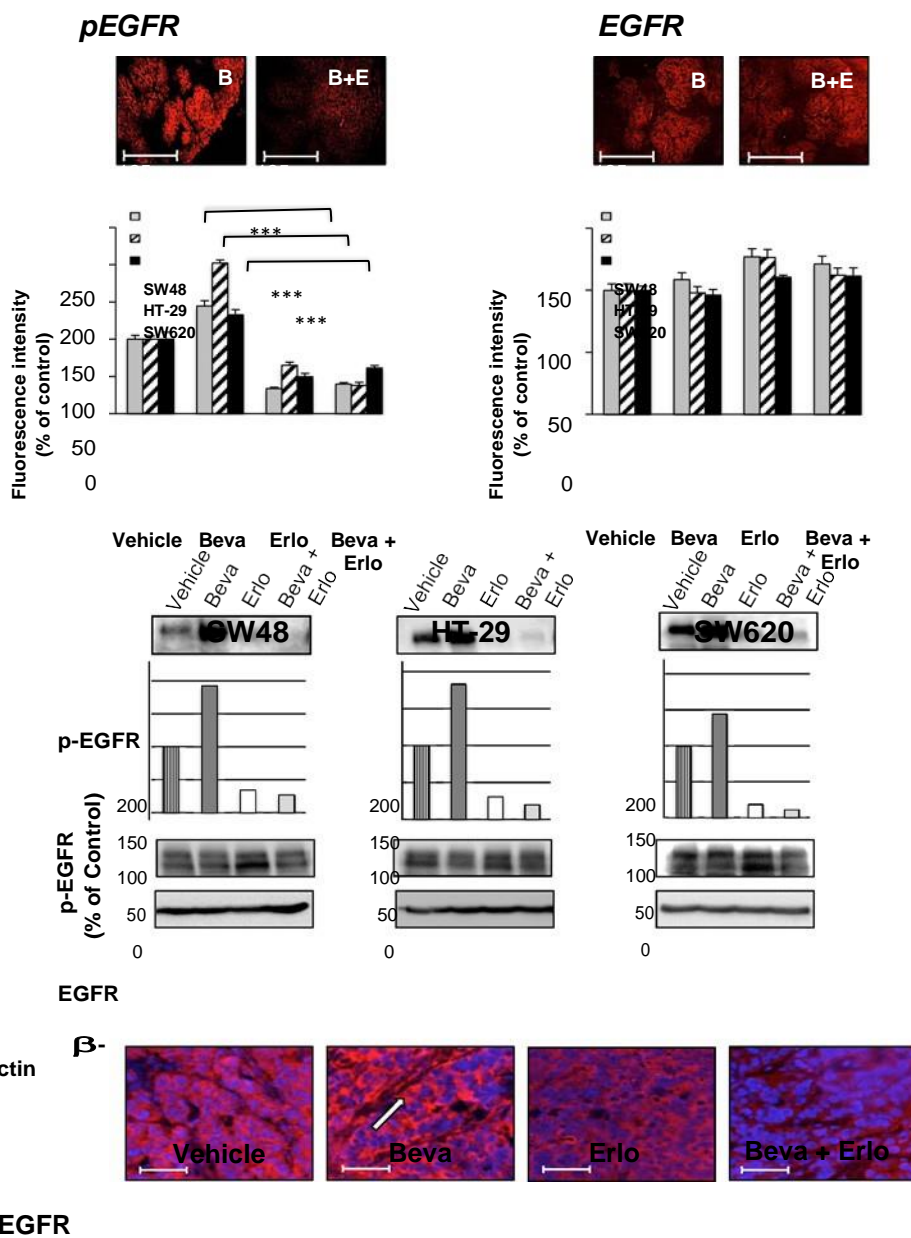 pEGFR
EGFR
B
B+E
B
B+E
***
***
***
SW48
HT-29
SW620
SW48
HT-29
SW620
Fluorescence intensity
(% of control)
250
200
150
100
50
0
Fluorescence intensity
(% of control)
150
100
50
0
Vehicle
Beva
Erlo
Beva +
Erlo
Vehicle
Beva
Erlo
Beva +
Erlo
Vehicle
Beva
Erlo
Beva +
Erlo
Vehicle
Beva
Erlo
Beva +
Erlo
Vehicle
Beva
Erlo
Beva +
Erlo
SW48
HT-29
SW620
p-EGFR
p-EGFR
(% of Control)
200
150
100
50
0
200
150
100
50
0
200
150
100
50
0
EGFR
β-
ctin
Vehicle
Beva
Erlo
Beva + Erlo
EGFR